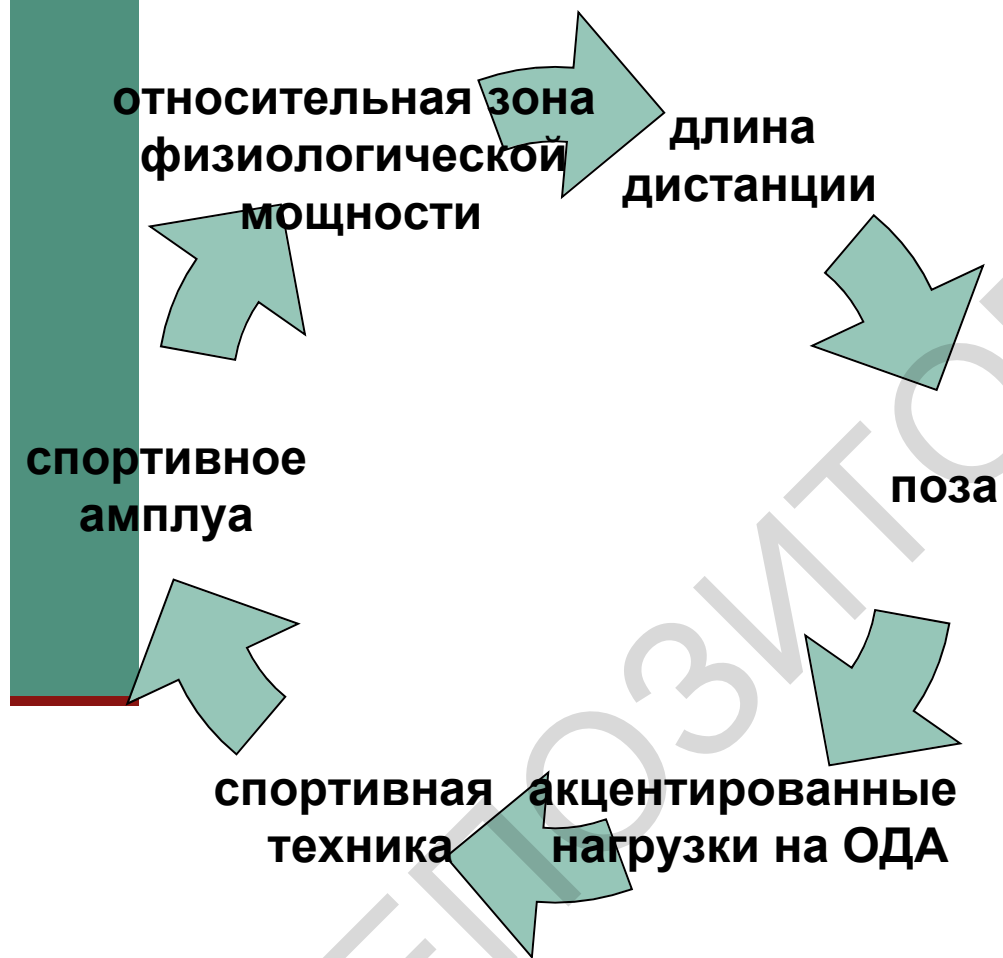 относительная зона
физиологической
мощности
длина
дистанции
поза
акцентированные
нагрузки на ОДА
спортивная
техника
спортивное
амплуа